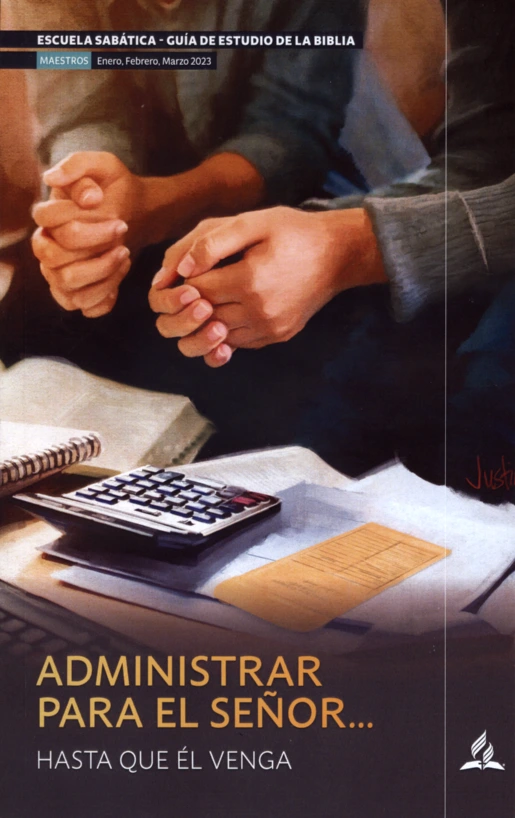 ESCUELA SABÁTICA - GUÍA DE ESTUDIO DE LA BIBLIA
MAESTROS Enero, Febrero, Marzo 2023
ADMINISTRAR
PARA EL SEÑOR...
HASTA QUE ÉL VENGA